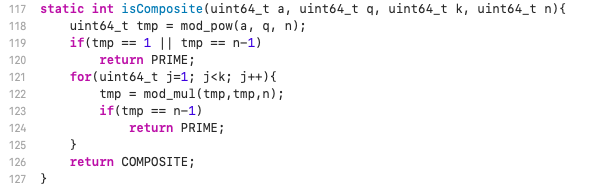 117 static int isComposite(uint64_t a, uint64_t q, uint64_t k, uint64_t n){
118     uint64_t tmp = mod_pow(a, q, n);
119     if(tmp == 1 || tmp == n-1)
120         return PRIME;
121     for(uint64_t j=1; j<k; j++){
122         tmp = mod_mul(tmp,tmp,n);
123         if(tmp == n-1)
124             return PRIME;
125     }
126     return COMPOSITE;
127 }